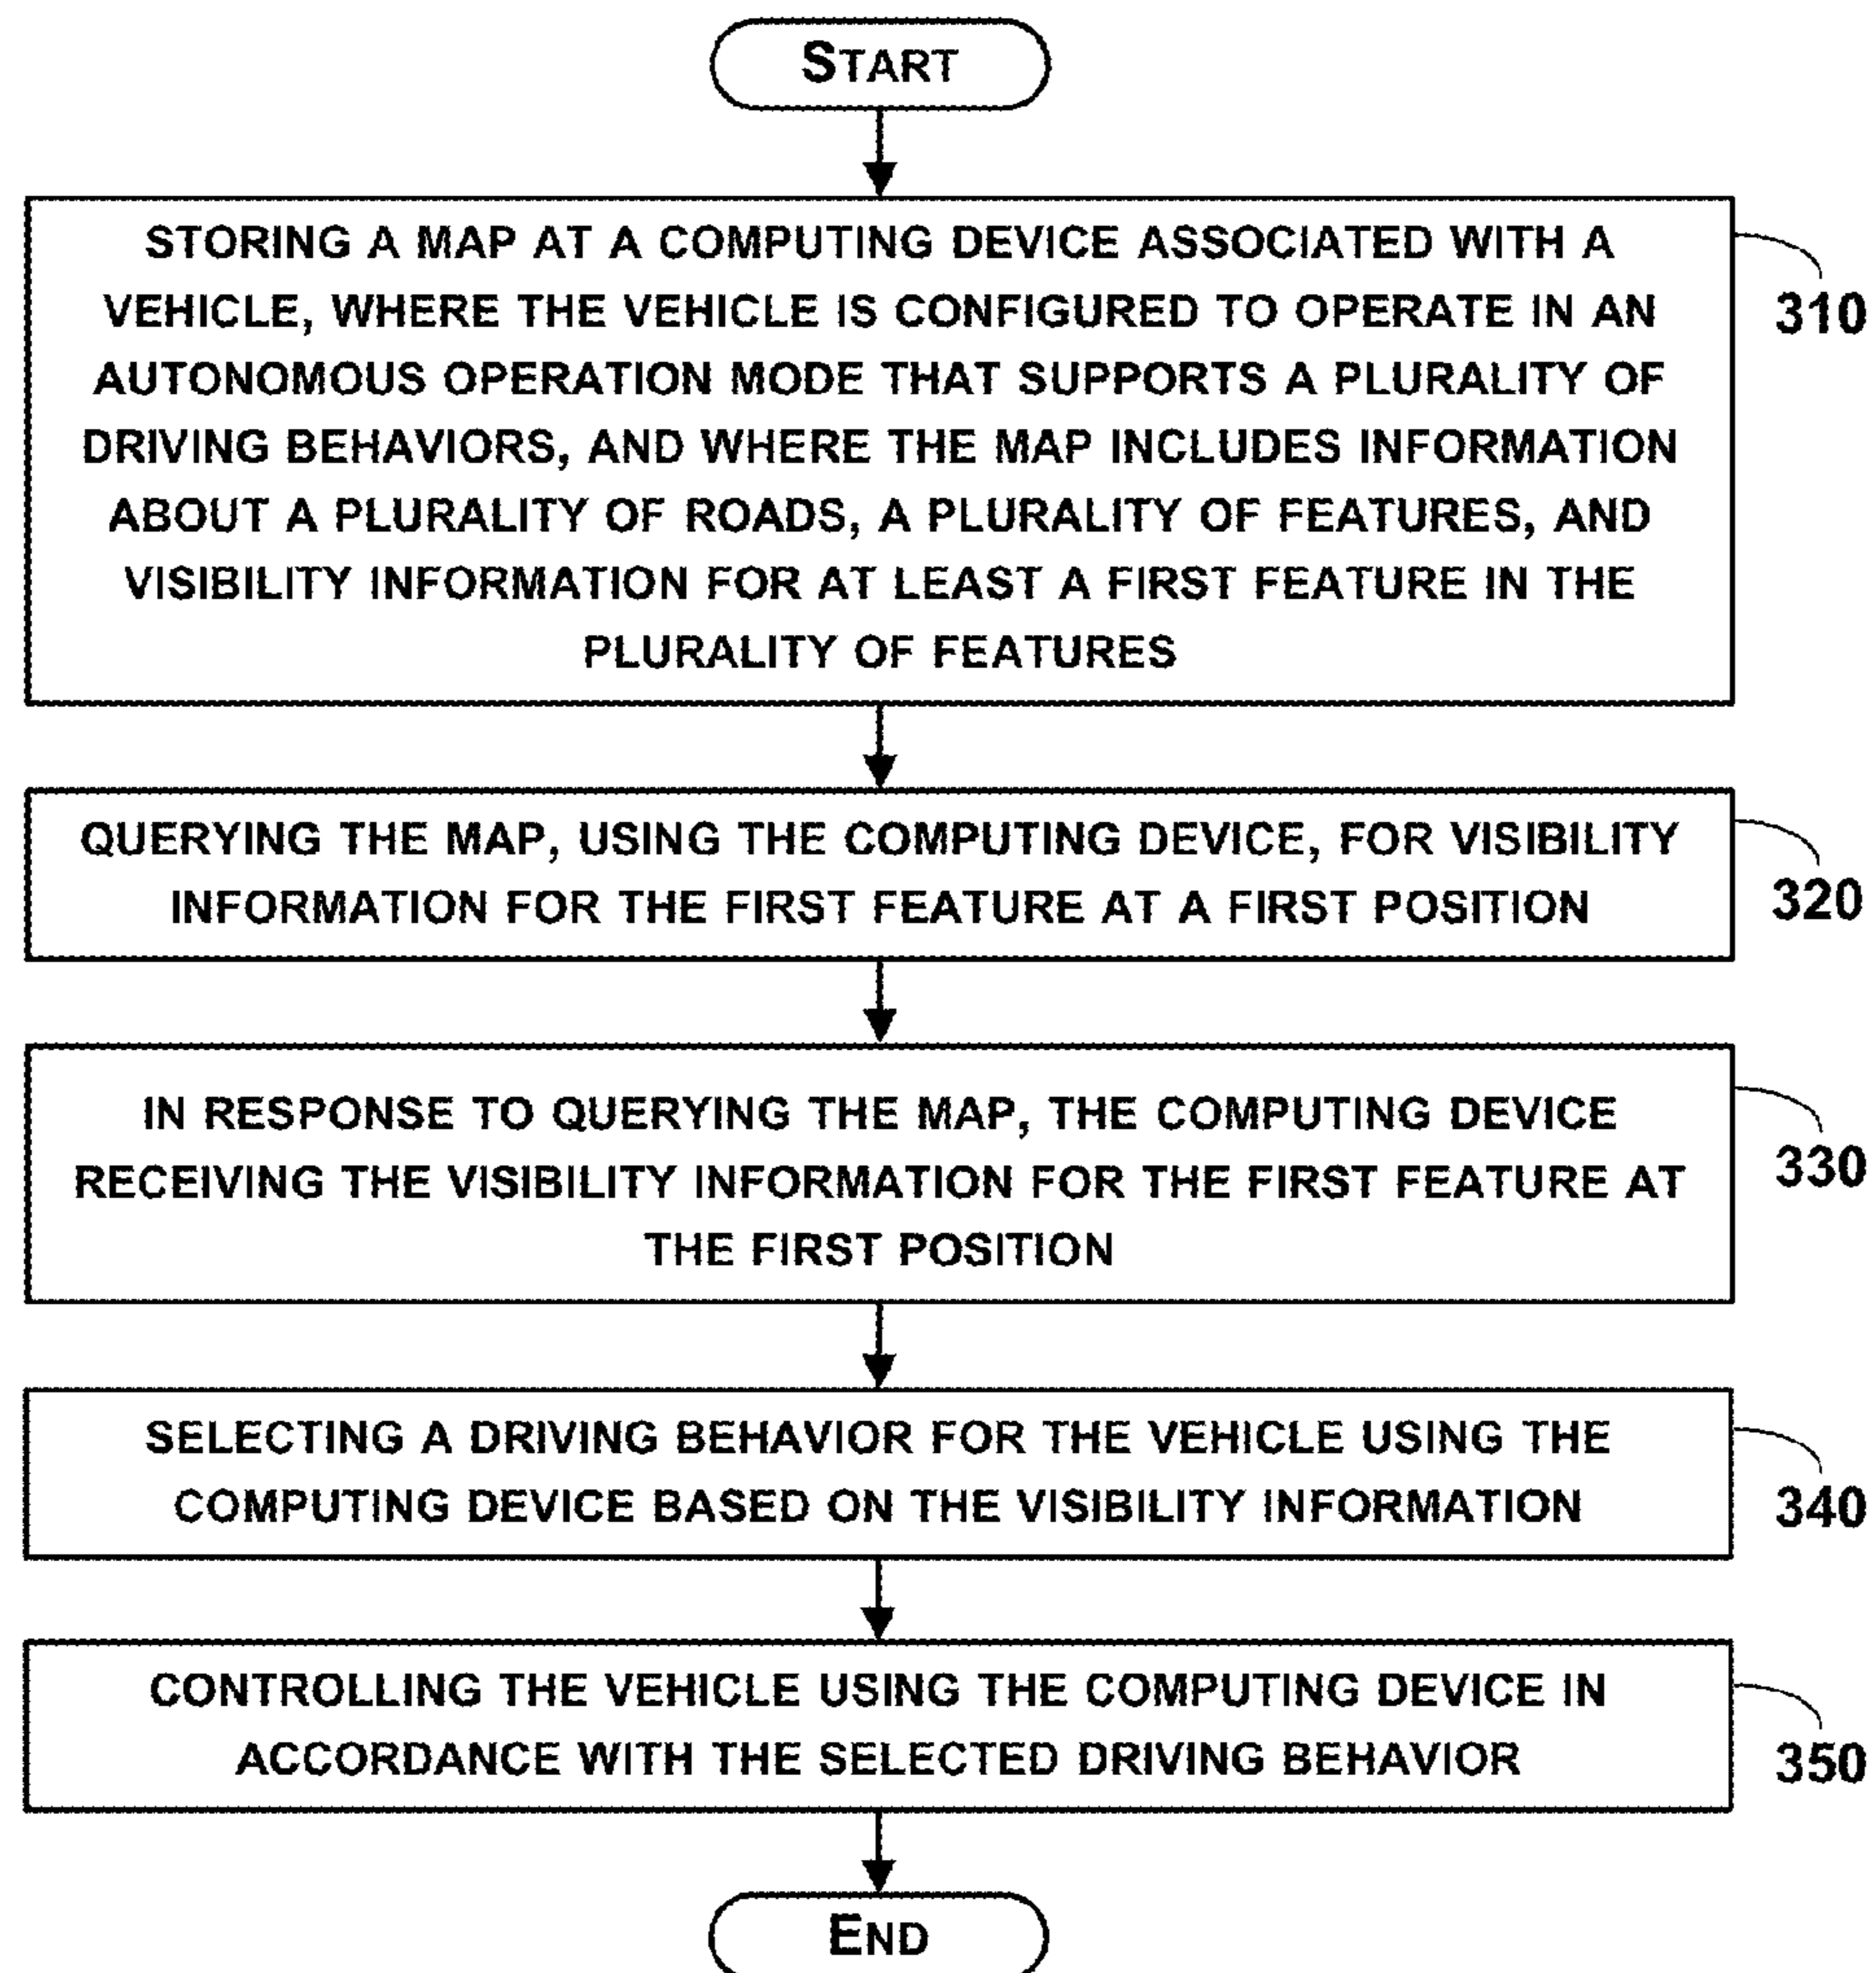 START
STORING A MAP AT A COMPUTING DEVICE ASSOCIATED WITH A
VEHICLE, WHERE THE VEHICLE IS CONFIGURED TO OPERATE IN AN
AUTONOMOUS OPERATION MODE THAT SUPPORTS A PLURALITY OF
DRIVING BEHAVIORS, AND WHERE THE MAP INCLUDES INFORMATION
ABOUT A PLURALITY OF ROADS, A PLURALITY OF FEATURES, AND
VISIBILITY INFORMATION FOR AT LEAST A FIRST FEATURE IN THE
PLURALITY OF FEATURES
310
QUERYING THE MAP, USING THE COMPUTING DEVICE, FOR VISIBILITY
INFORMATION FOR THE FIRST FEATURE AT A FIRST POSITION
320
IN RESPONSE TO QUERYING THE MAP, THE COMPUTING DEVICE
RECEIVING THE VISIBILITY INFORMATION FOR THE FIRST FEATURE AT
THE FIRST POSITION
330
SELECTING A DRIVING BEHAVIOR FOR THE VEHICLE USING THE
COMPUTING DEVICE BASED ON THE VISIBILITY INFORMATION
340
CONTROLLING THE VEHICLE USING THE COMPUTING DEVICE IN
ACCORDANCE WITH THE SELECTED DRIVING BEHAVIOR
350
END